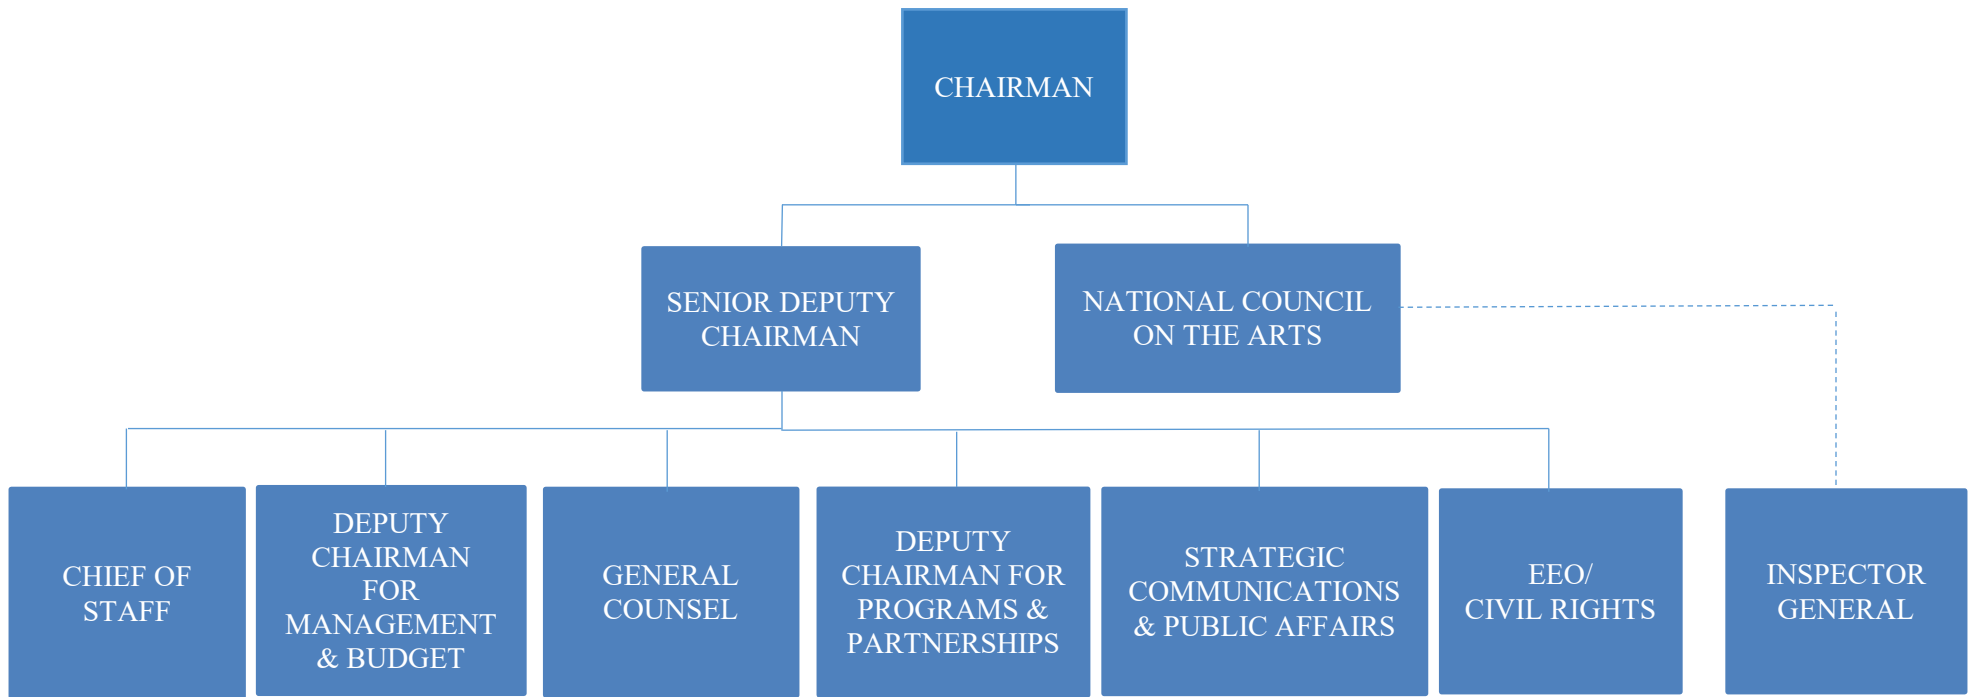 CHAIRMAN
SENIOR DEPUTY
CHAIRMAN
NATIONAL COUNCIL
ON THE ARTS
CHIEF OF
STAFF
DEPUTY
CHAIRMAN
FOR
MANAGEMENT
& BUDGET
GENERAL
COUNSEL
DEPUTY
CHAIRMAN FOR
PROGRAMS &
PARTNERSHIPS
STRATEGIC
COMMUNICATIONS
& PUBLIC AFFAIRS
EEO/
CIVIL RIGHTS
INSPECTOR
GENERAL